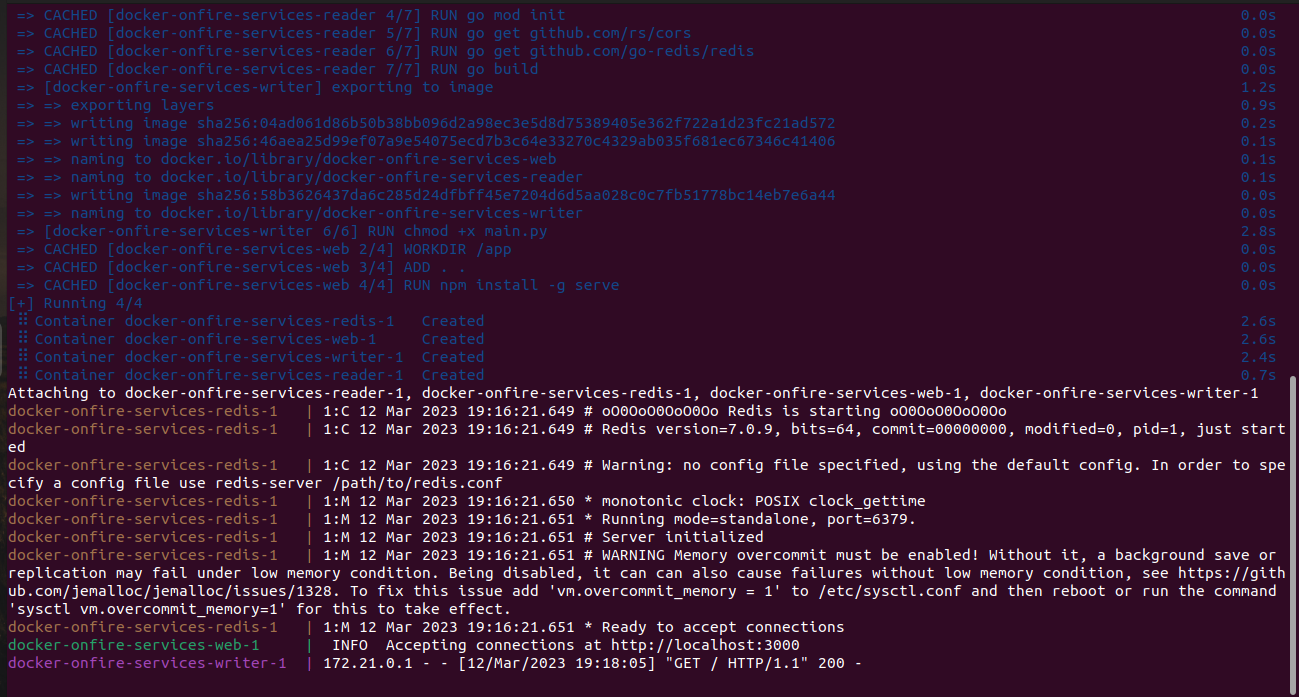 => CACHED [docker-onfire-services-reader 4/7] RUN go mod init 0.0s
=> CACHED [docker-onfire-services-reader 5/7] RUN go get github.com/rs/cors 0.0s
=> CACHED [docker-onfire-services-reader 6/7] RUN go get github.com/go-redis/redis 0.0s
=> CACHED [docker-onfire-services-reader 7/7] RUN go build 0.0s
=> [docker-onfire-services-writer] exporting to image 1.2s
=> => exporting layers 0.9s
=> => writing image sha256:04ad061d86b50b38bb096d2a98ec3e5d8d75389405e362f722a1d23fc21ad572 0.2s
=> => writing image sha256:46aea25d99ef07a9e54075ecd7b3c64e33270c4329ab035f681ec67346c41406 0.1s
=> => naming to docker.io/library/docker-onfire-services-web 0.1s
=> => naming to docker.io/library/docker-onfire-services-reader 0.1s
=> => writing image sha256:58b3626437da6c285d24dfbff45e7204d6d5aa028c0c7fb51778bc14eb7e6a44 0.0s
=> => naming to docker.io/library/docker-onfire-services-writer 0.0s
=> [docker-onfire-services-writer 6/6] RUN chmod +x main.py 2.8s
=> CACHED [docker-onfire-services-web 2/4] WORKDIR /app 0.0s
=> CACHED [docker-onfire-services-web 3/4] ADD . . 0.0s
=> CACHED [docker-onfire-services-web 4/4] RUN npm install -g serve 0.0s
[+] Running 4/4
⠿ Container docker-onfire-services-redis-1 Created 2.6s
⠿ Container docker-onfire-services-web-1 Created 2.6s
⠿ Container docker-onfire-services-writer-1 Created 2.4s
⠿ Container docker-onfire-services-reader-1 Created 0.7s
Attaching to docker-onfire-services-reader-1, docker-onfire-services-redis-1, docker-onfire-services-web-1, docker-onfire-services-writer-1
docker-onfire-services-redis-1 | 1:C 12 Mar 2023 19:16:21.649 # oO0OoO0OoO0Oo Redis is starting oO0OoO0OoO0Oo
docker-onfire-services-redis-1 | 1:C 12 Mar 2023 19:16:21.649 # Redis version=7.0.9, bits=64, commit=00000000, modified=0, pid=1, just start
ed
docker-onfire-services-redis-1 | 1:C 12 Mar 2023 19:16:21.649 # Warning: no config file specified, using the default config. In order to spe
cify a config file use redis-server /path/to/redis.conf
docker-onfire-services-redis-1 | 1:M 12 Mar 2023 19:16:21.650 * monotonic clock: POSIX clock_gettime
docker-onfire-services-redis-1 | 1:M 12 Mar 2023 19:16:21.651 * Running mode=standalone, port=6379.
docker-onfire-services-redis-1 | 1:M 12 Mar 2023 19:16:21.651 # Server initialized
docker-onfire-services-redis-1 | 1:M 12 Mar 2023 19:16:21.651 # WARNING Memory overcommit must be enabled! Without it, a background save or
replication may fail under low memory condition. Being disabled, it can can also cause failures without low memory condition, see https://gith
ub.com/jemalloc/jemalloc/issues/1328. To fix this issue add 'vm.overcommit_memory = 1' to /etc/sysctl.conf and then reboot or run the command
'sysctl vm.overcommit_memory=1' for this to take effect.
docker-onfire-services-redis-1 | 1:M 12 Mar 2023 19:16:21.651 * Ready to accept connections
docker-onfire-services-web-1 | INFO Accepting connections at http://localhost:3000
docker-onfire-services-writer-1 | 172.21.0.1 - - [12/Mar/2023 19:18:05] "GET / HTTP/1.1" 200 -